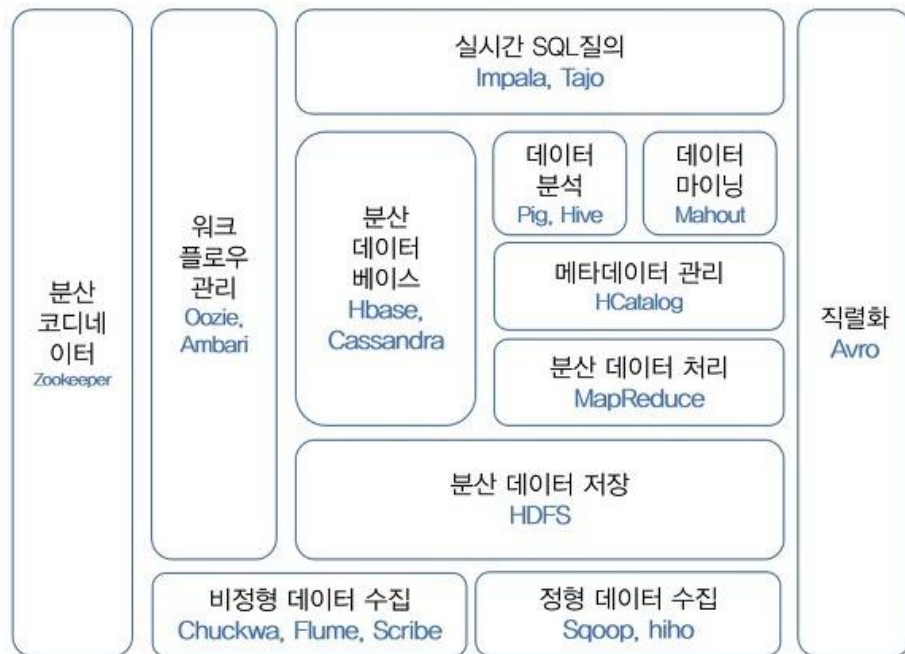 실시간 SQL질의
Impala, Tajo
분산
코디네
이터
Zookeeper
워크
플로우
관리
Oozie,
Ambari
분산
데이터
베이스
Hbase,
Cassandra
데이터
분석
Pig, Hive
데이터
마이닝
Mahout
메타데이터 관리
HCatalog
분산 데이터 처리
MapReduce
직렬화
Avro
분산 데이터 저장
HDFS
비정형 데이터 수집
Chuckwa, Flume, Scribe
정형 데이터 수집
Sqoop, hiho